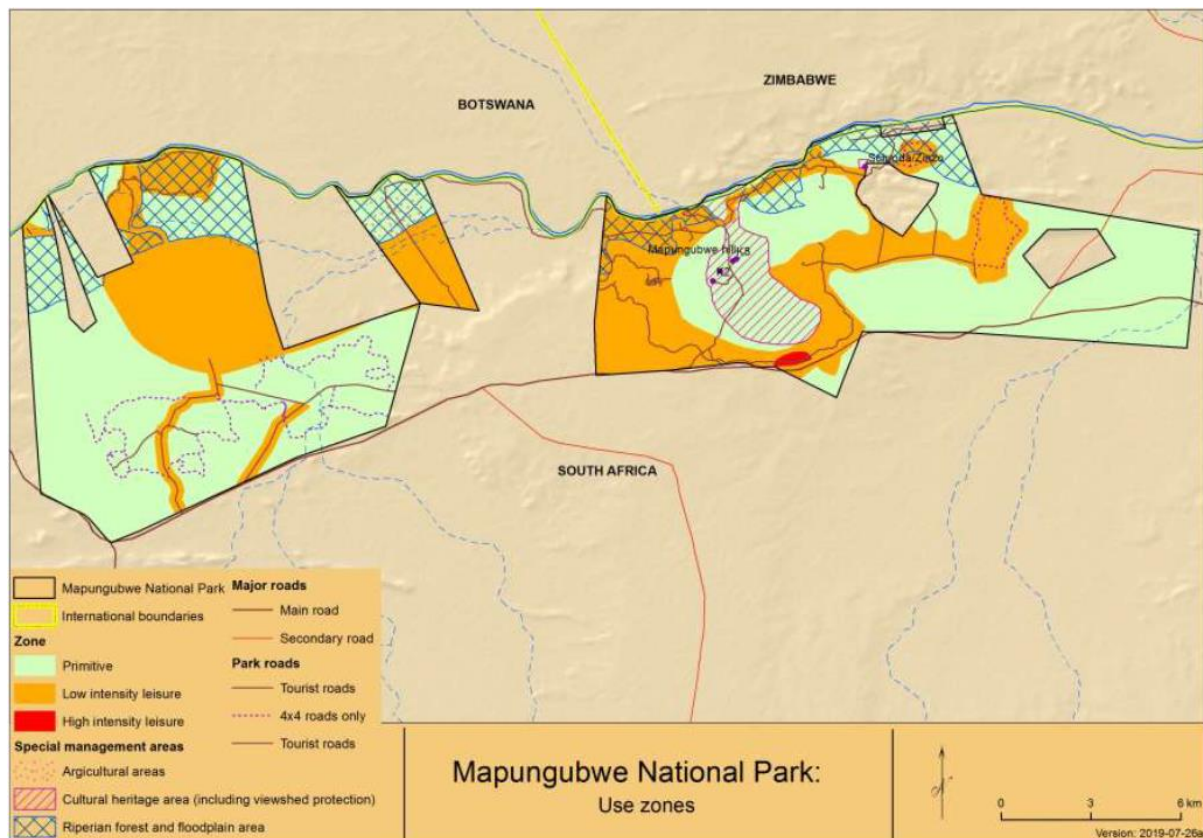 ZIMBABWE
BOTSWANA
Mapungubwe hill
K2
SOUTH AFRICA
Mapungubwe National Park
International boundaries
Zone
Primitive
Low intensity leisure
High intensity leisure
Special management areas
Argicultural areas
Cultural heritage area (including viewshed protection)
Riperian forest and floodplain area
Major roads
Main road
Secondary road
Park roads
Tourist roads
4x4 roads only
Tourist roads
Mapungubwe National Park:
Use zones
N
0 3 6 km
Version: 2019-07-26a